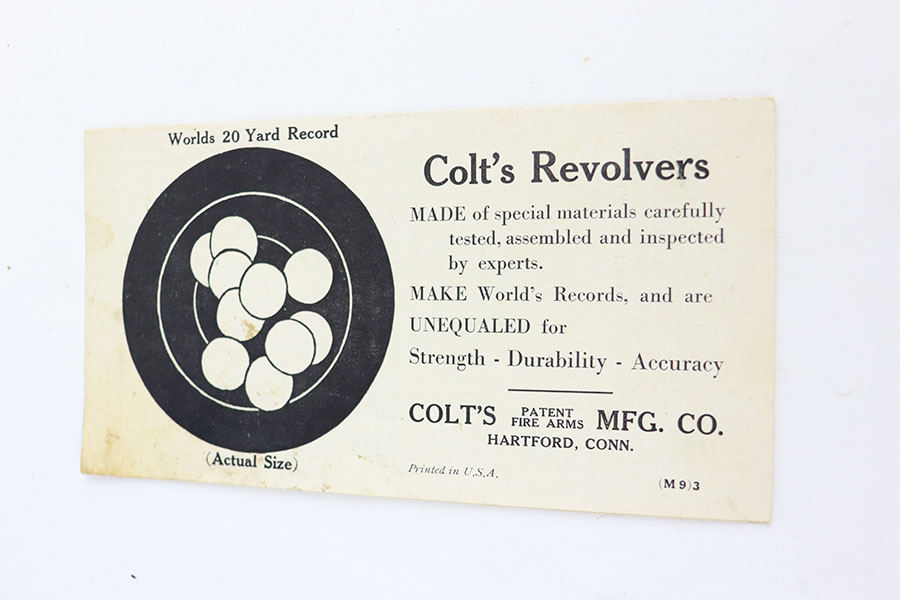 Worlds 20 Yard Record
(Actual Size)
Colt's Revolvers
MADE of special materials carefully
tested, assembled and inspected
by experts.
MAKE World's Records, and are
UNEQUALED for
Strength - Durability - Accuracy
COLT'S PATENT FIRE ARMS MFG. CO.
HARTFORD, CONN.
Printed in U.S.A.
(M 9)3